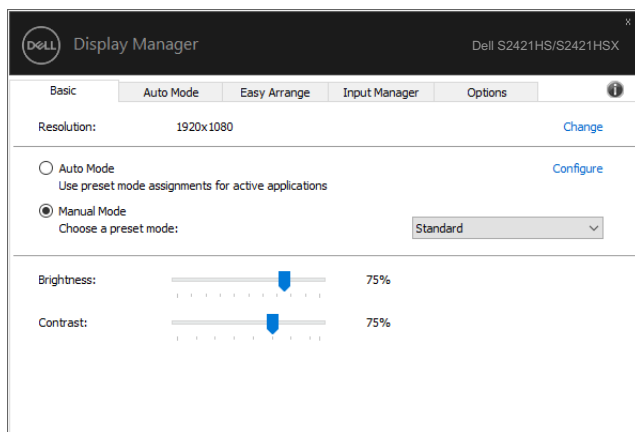 x
DELL Display Manager Dell S2421HS/S2421HSX
Basic Auto Mode Easy Arrange Input Manager Options i
Resolution: 1920x1080 Change
Auto Mode Configure
Use preset mode assignments for active applications
Manual Mode
Choose a preset mode: Standard
Brightness: 75%
Contrast: 75%